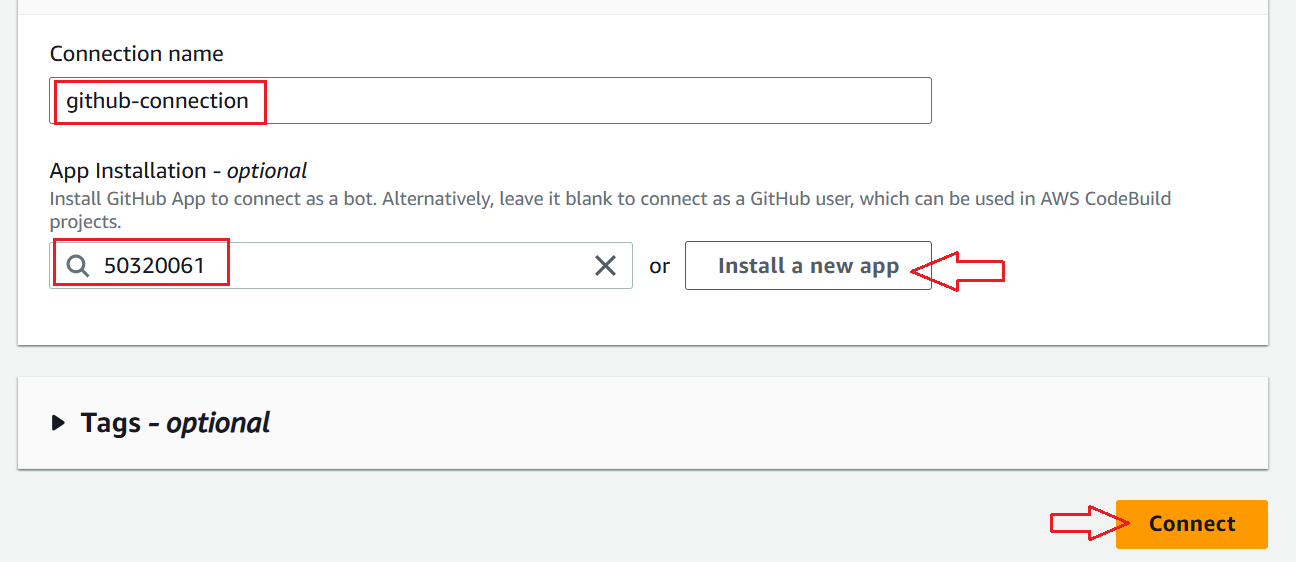 Connection name
github-connection
App Installation - optional
Install GitHub App to connect as a bot. Alternatively, leave it blank to connect as a GitHub user, which can be used in AWS CodeBuild
projects.
50320061
or
Install a new app
Tags - optional
Connect